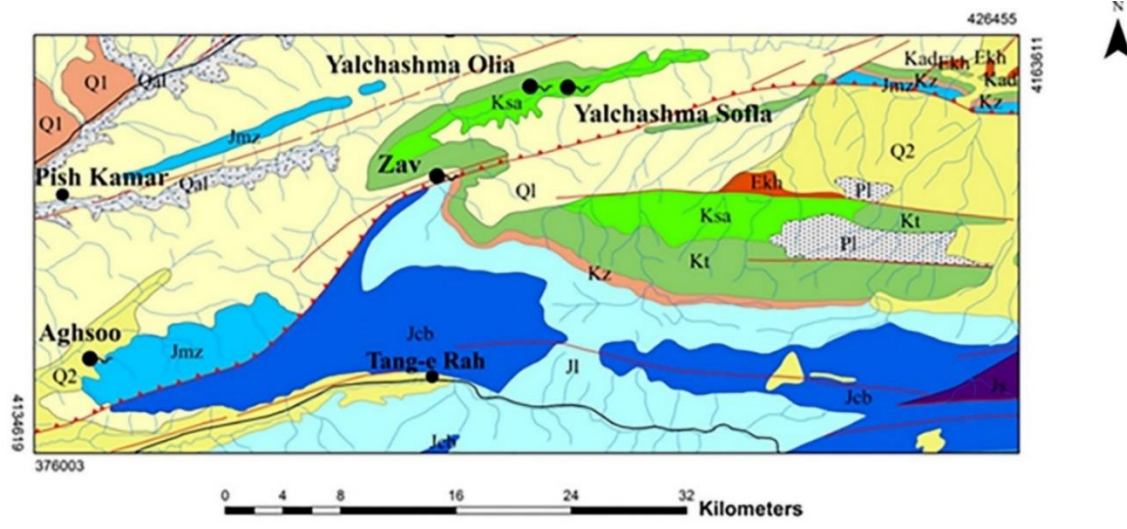 N
426455
4163611
Kad Ekh Ekh
Q1 Qal Yalchashma Olia Jmz Kz Kad
Ksa Kz
Q1 Jmz Yalchashma Sofla
Q2
Zav
Pish Kamar Qal Ql Ekh Pl
Ksa Kt
Pl
Kt
Kz
Aghsoo
Jmz Jcb
Tang-e Rah
Q2 Jl Js
Jcb
4134619
Jcb
376003
0 4 8 16 24 32 Kilometers